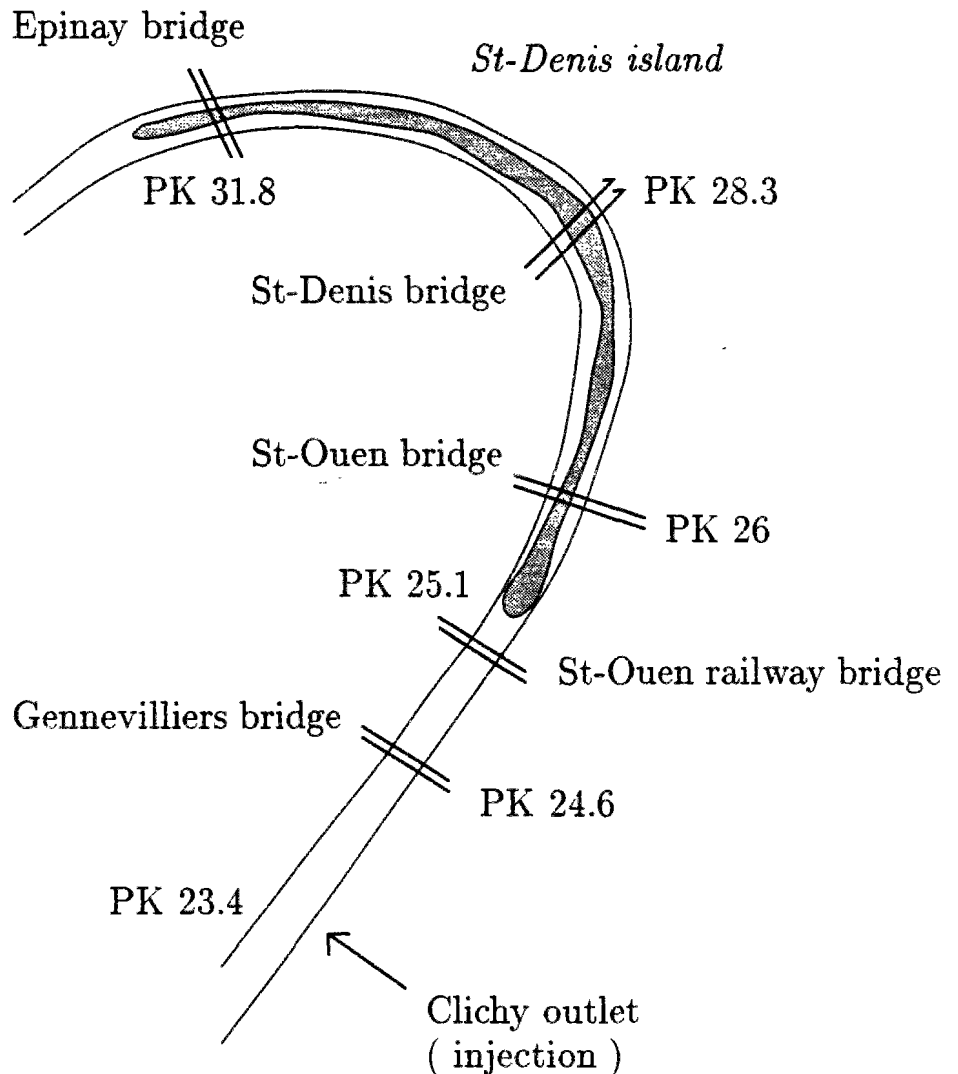 Epinay bridge
St-Denis island
PK 31.8
PK 28.3
St-Denis bridge
St-Ouen bridge
PK 26
PK 25.1
St-Ouen railway bridge
Gennevilliers bridge
PK 24.6
PK 23.4
Clichy outlet
( injection )